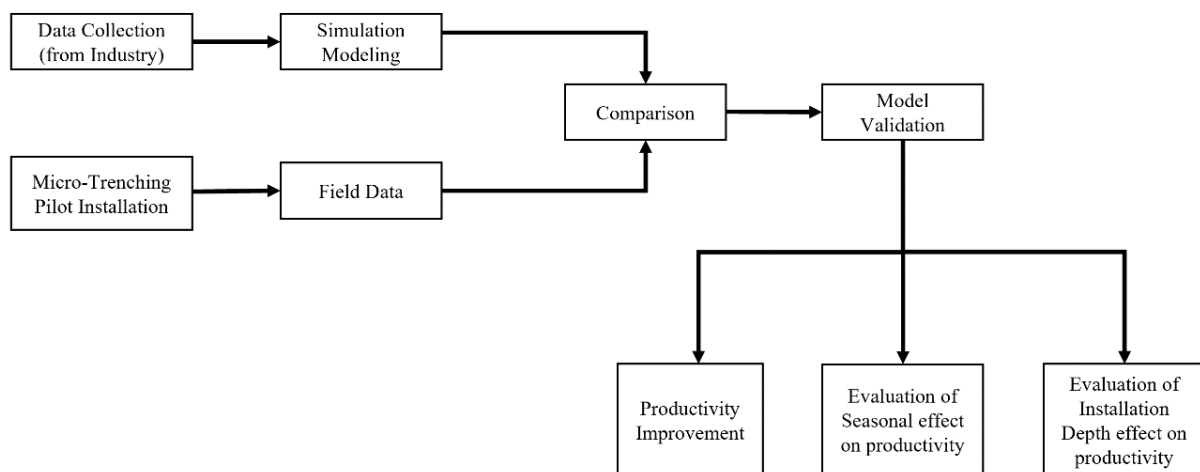 Data Collection
(from Industry)
Simulation
Modeling
Comparison
Model
Validation
Micro-Trenching
Pilot Installation
Field Data
Productivity
Improvement
Evaluation of
Seasonal effect
on productivity
Evaluation of
Installation
Depth effect on
productivity